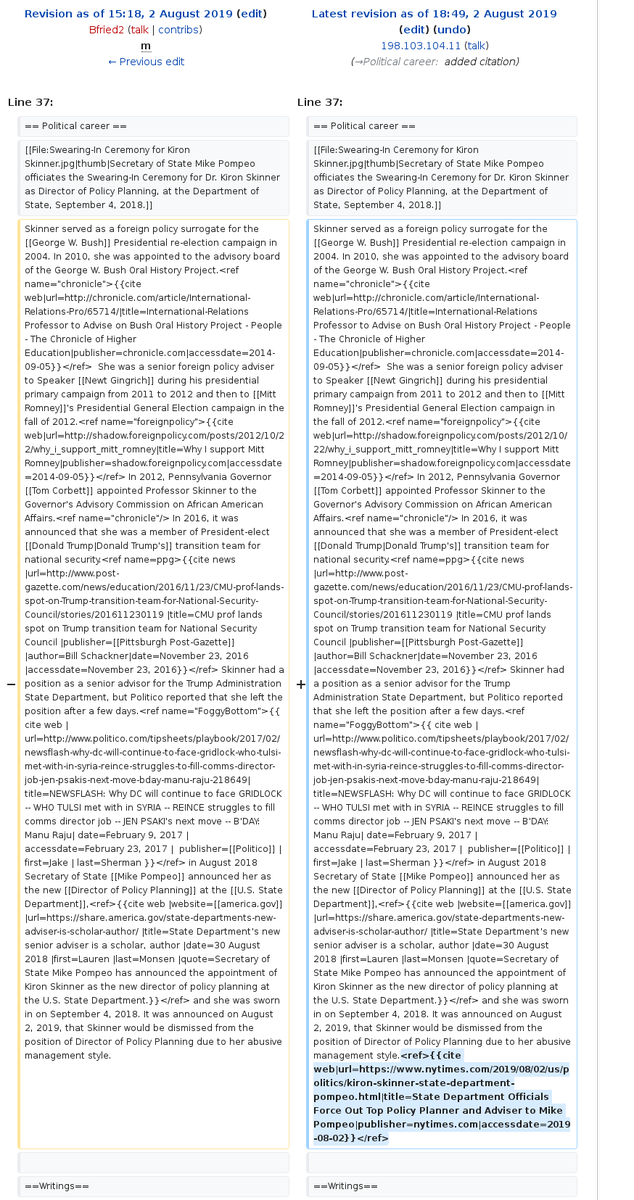 Revision as of 15:18, 2 August 2019 (edit)
Bfried2 (talk | contribs)
m
← Previous edit
Line 37:
== Political career ==
[[File:Swearing-In Ceremony for Kiron
Skinner.jpg|thumb|Secretary of State Mike Pompeo
officiates the Swearing-In Ceremony for Dr. Kiron Skinner
as Director of Policy Planning, at the Department of
State, September 4, 2018.]]
−
Skinner served as a foreign policy surrogate for the
[[George W. Bush]] Presidential re-election campaign in
2004. In 2010, she was appointed to the advisory board
of the George W. Bush Oral History Project.<ref
name="chronicle">{{cite
web|url=http://chronicle.com/article/International-
Relations-Pro/65714/|title=International-Relations
Professor to Advise on Bush Oral History Project - People
- The Chronicle of Higher
Education|publisher=chronicle.com|accessdate=2014-
09-05}}</ref>  She was a senior foreign policy adviser
to Speaker [[Newt Gingrich]] during his presidential
primary campaign from 2011 to 2012 and then to [[Mitt
Romney]]'s Presidential General Election campaign in the
fall of 2012.<ref name="foreignpolicy">{{cite
web|url=http://shadow.foreignpolicy.com/posts/2012/10/2
2/why_i_support_mitt_romney|title=Why I support Mitt
Romney|publisher=shadow.foreignpolicy.com|accessdate
=2014-09-05}}</ref> In 2012, Pennsylvania Governor
[[Tom Corbett]] appointed Professor Skinner to the
Governor's Advisory Commission on African American
Affairs.<ref name="chronicle"/> In 2016, it was
announced that she was a member of President-elect
[[Donald Trump|Donald Trump's]] transition team for
national security.<ref name=ppg>{{cite news
|url=http://www.post-
gazette.com/news/education/2016/11/23/CMU-prof-lands-
spot-on-Trump-transition-team-for-National-Security-
Council/stories/201611230119 |title=CMU prof lands
spot on Trump transition team for National Security
Council |publisher=[[Pittsburgh Post-Gazette]]
|author=Bill Schackner|date=November 23, 2016
|accessdate=November 23, 2016}}</ref> Skinner had a
position as a senior advisor for the Trump Administration
State Department, but Politico reported that she left the
position after a few days.<ref name="FoggyBottom">{{
cite web |
url=http://www.politico.com/tipsheets/playbook/2017/02/
newsflash-why-dc-will-continue-to-face-gridlock-who-tulsi-
met-with-in-syria-reince-struggles-to-fill-comms-director-
job-jen-psakis-next-move-bday-manu-raju-218649|
title=NEWSFLASH: Why DC will continue to face GRIDLOCK
-- WHO TULSI met with in SYRIA -- REINCE struggles to fill
comms director job -- JEN PSAKI's next move -- B'DAY:
Manu Raju| date=February 9, 2017 |
accessdate=February 23, 2017 |  publisher=[[Politico]] |
first=Jake | last=Sherman }}</ref> in August 2018
Secretary of State [[Mike Pompeo]] announced her as
the new [[Director of Policy Planning]] at the [[U.S. State
Department]],<ref>{{cite web |website=[[america.gov]]
|url=https://share.america.gov/state-departments-new-
adviser-is-scholar-author/ |title=State Department's new
senior adviser is a scholar, author |date=30 August
2018 |first=Lauren |last=Monsen |quote=Secretary of
State Mike Pompeo has announced the appointment of
Kiron Skinner as the new director of policy planning at
the U.S. State Department.}}</ref> and she was sworn
in on September 4, 2018. It was announced on August
2, 2019, that Skinner would be dismissed from the
position of Director of Policy Planning due to her abusive
management style.
==Writings==
Latest revision as of 18:49, 2 August 2019
(edit) (undo)
198.103.104.11 (talk)
(→Political career:  added citation)
Line 37:
== Political career ==
[[File:Swearing-In Ceremony for Kiron
Skinner.jpg|thumb|Secretary of State Mike Pompeo
officiates the Swearing-In Ceremony for Dr. Kiron Skinner
as Director of Policy Planning, at the Department of
State, September 4, 2018.]]
+
Skinner served as a foreign policy surrogate for the
[[George W. Bush]] Presidential re-election campaign in
2004. In 2010, she was appointed to the advisory board
of the George W. Bush Oral History Project.<ref
name="chronicle">{{cite
web|url=http://chronicle.com/article/International-
Relations-Pro/65714/|title=International-Relations
Professor to Advise on Bush Oral History Project - People
- The Chronicle of Higher
Education|publisher=chronicle.com|accessdate=2014-
09-05}}</ref>  She was a senior foreign policy adviser
to Speaker [[Newt Gingrich]] during his presidential
primary campaign from 2011 to 2012 and then to [[Mitt
Romney]]'s Presidential General Election campaign in the
fall of 2012.<ref name="foreignpolicy">{{cite
web|url=http://shadow.foreignpolicy.com/posts/2012/10/
22/why_i_support_mitt_romney|title=Why I support Mitt
Romney|publisher=shadow.foreignpolicy.com|accessdate
=2014-09-05}}</ref> In 2012, Pennsylvania Governor
[[Tom Corbett]] appointed Professor Skinner to the
Governor's Advisory Commission on African American
Affairs.<ref name="chronicle"/> In 2016, it was
announced that she was a member of President-elect
[[Donald Trump|Donald Trump's]] transition team for
national security.<ref name=ppg>{{cite news
|url=http://www.post-
gazette.com/news/education/2016/11/23/CMU-prof-lands-
spot-on-Trump-transition-team-for-National-Security-
Council/stories/201611230119 |title=CMU prof lands
spot on Trump transition team for National Security
Council |publisher=[[Pittsburgh Post-Gazette]]
|author=Bill Schackner|date=November 23, 2016
|accessdate=November 23, 2016}}</ref> Skinner had
a position as a senior advisor for the Trump
Administration State Department, but Politico reported
that she left the position after a few days.<ref
name="FoggyBottom">{{ cite web |
url=http://www.politico.com/tipsheets/playbook/2017/02/
newsflash-why-dc-will-continue-to-face-gridlock-who-tulsi-
met-with-in-syria-reince-struggles-to-fill-comms-director-
job-jen-psakis-next-move-bday-manu-raju-218649|
title=NEWSFLASH: Why DC will continue to face GRIDLOCK
-- WHO TULSI met with in SYRIA -- REINCE struggles to fill
comms director job -- JEN PSAKI's next move -- B'DAY:
Manu Raju| date=February 9, 2017 |
accessdate=February 23, 2017 |  publisher=[[Politico]] |
first=Jake | last=Sherman }}</ref> in August 2018
Secretary of State [[Mike Pompeo]] announced her as
the new [[Director of Policy Planning]] at the [[U.S. State
Department]],<ref>{{cite web |website=[[america.gov]]
|url=https://share.america.gov/state-departments-new-
adviser-is-scholar-author/ |title=State Department's new
senior adviser is a scholar, author |date=30 August
2018 |first=Lauren |last=Monsen |quote=Secretary of
State Mike Pompeo has announced the appointment of
Kiron Skinner as the new director of policy planning at
the U.S. State Department.}}</ref> and she was sworn
in on September 4, 2018. It was announced on August
2, 2019, that Skinner would be dismissed from the
position of Director of Policy Planning due to her abusive
management style.<ref>{{cite
web|url=https://www.nytimes.com/2019/08/02/us/p
olitics/kiron-skinner-state-department-
pompeo.html|title=State Department Officials
Force Out Top Policy Planner and Adviser to Mike
Pompeo|publisher=nytimes.com|accessdate=2019
-08-02}}</ref>
==Writings==